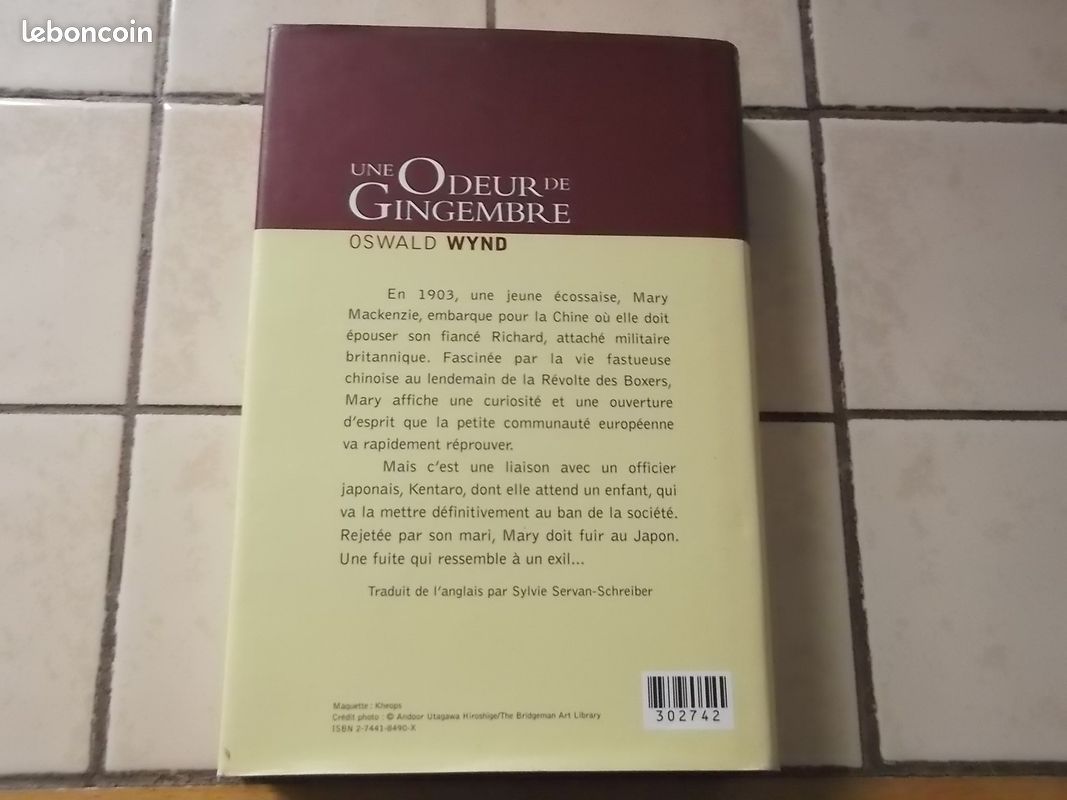 leboncoin
UNE ODEUR DE
GINGEMBRE
OSWALD WYND
En 1903, une jeune écossaise, Mary
Mackenzie, embarque pour la Chine où elle doit
épouser son fiancé Richard, attaché militaire
britannique. Fascinée par la vie fastueuse
chinoise au lendemain de la Révolte des Boxers,
Mary affiche une curiosité et une ouverture
d'esprit que la petite communauté européenne
va rapidement réprouver.
Mais c'est une liaison avec un officier
japonais, Kentaro, dont elle attend un enfant, qui
va la mettre définitivement au ban de la société.
Rejetée par son mari, Mary doit fuir au Japon.
Une fuite qui ressemble à un exil...
Traduit de l'anglais par Sylvie Servan-Schreiber
Maquette : Kheops
Crédit photo : © Andoor Utagawa Hiroshige/The Bridgeman Art Library
ISBN 2-7441-8490-X
302742